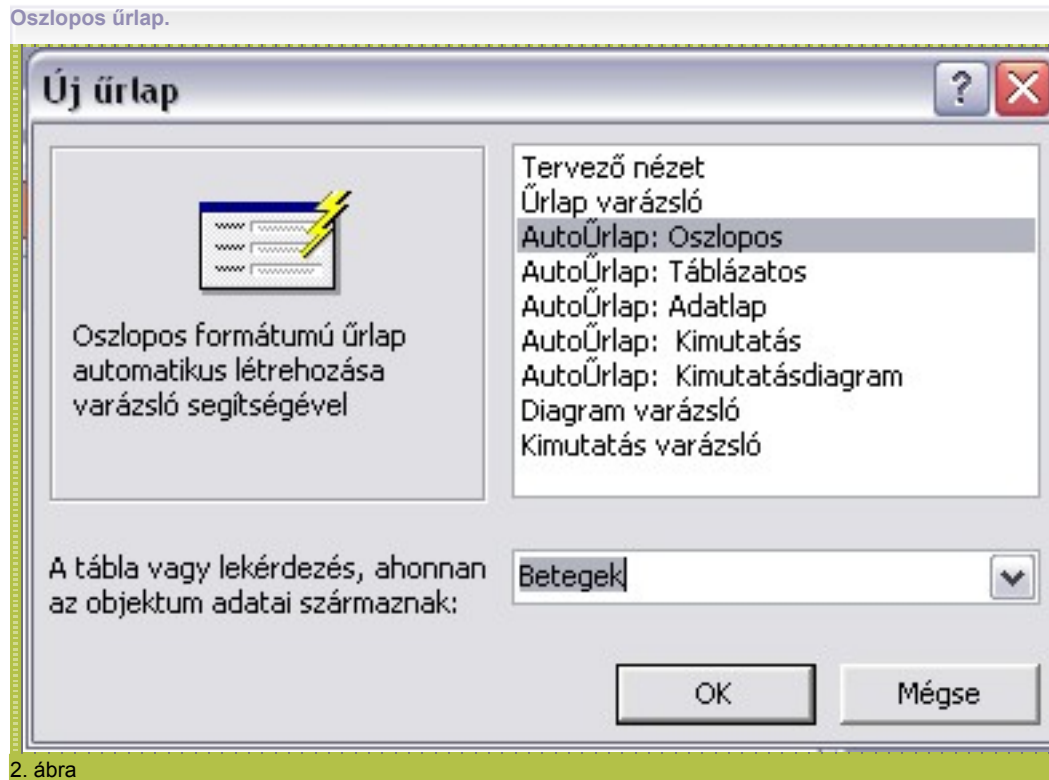 Oszlopos űrlap.
Új űrlap
Tervező nézet
Űrlap varázsló
AutoŰrlap: Oszlopos
AutoŰrlap: Táblázatos
AutoŰrlap: Adatlap
AutoŰrlap:  Kimutatás
AutoŰrlap:  Kimutatásdiagram
Diagram varázsló
Kimutatás varázsló
Oszlopos formátumú űrlap
automatikus létrehozása
varázsló segítségével
A tábla vagy lekérdezés, ahonnan
az objektum adatai származnak:
Betegek
OK
Mégse
2. ábra